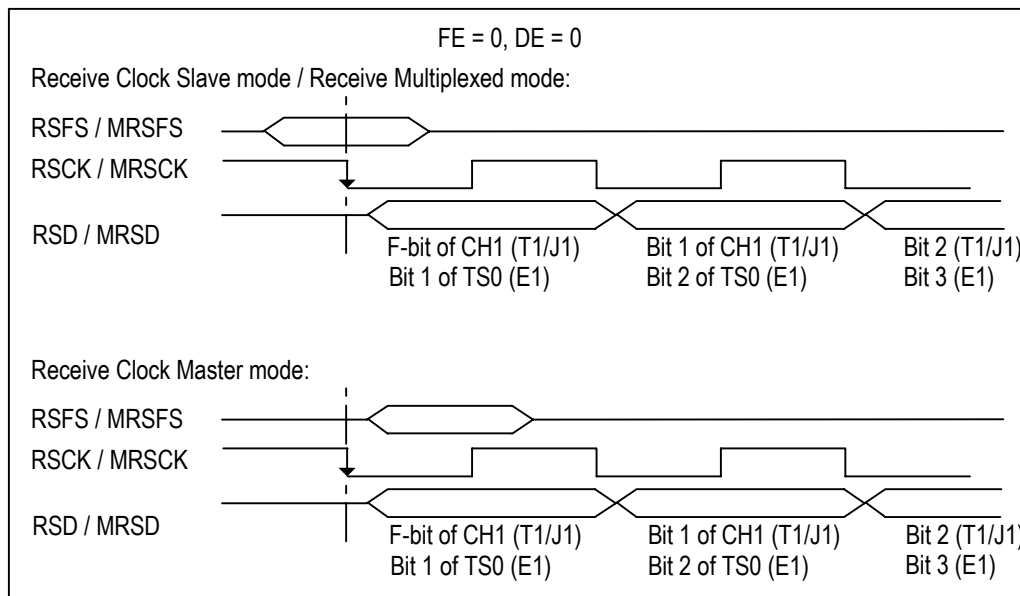 FE = 0, DE = 0
Receive Clock Slave mode / Receive Multiplexed mode:
RSFS / MRSFS
RSCK / MRSCK
RSD / MRSD
F-bit of CH1 (T1/J1) Bit 1 of CH1 (T1/J1) Bit 2 (T1/J1)
Bit 1 of TS0 (E1) Bit 2 of TS0 (E1) Bit 3 (E1)
Receive Clock Master mode:
RSFS / MRSFS
RSCK / MRSCK
RSD / MRSD
F-bit of CH1 (T1/J1) Bit 1 of CH1 (T1/J1) Bit 2 (T1/J1)
Bit 1 of TS0 (E1) Bit 2 of TS0 (E1) Bit 3 (E1)